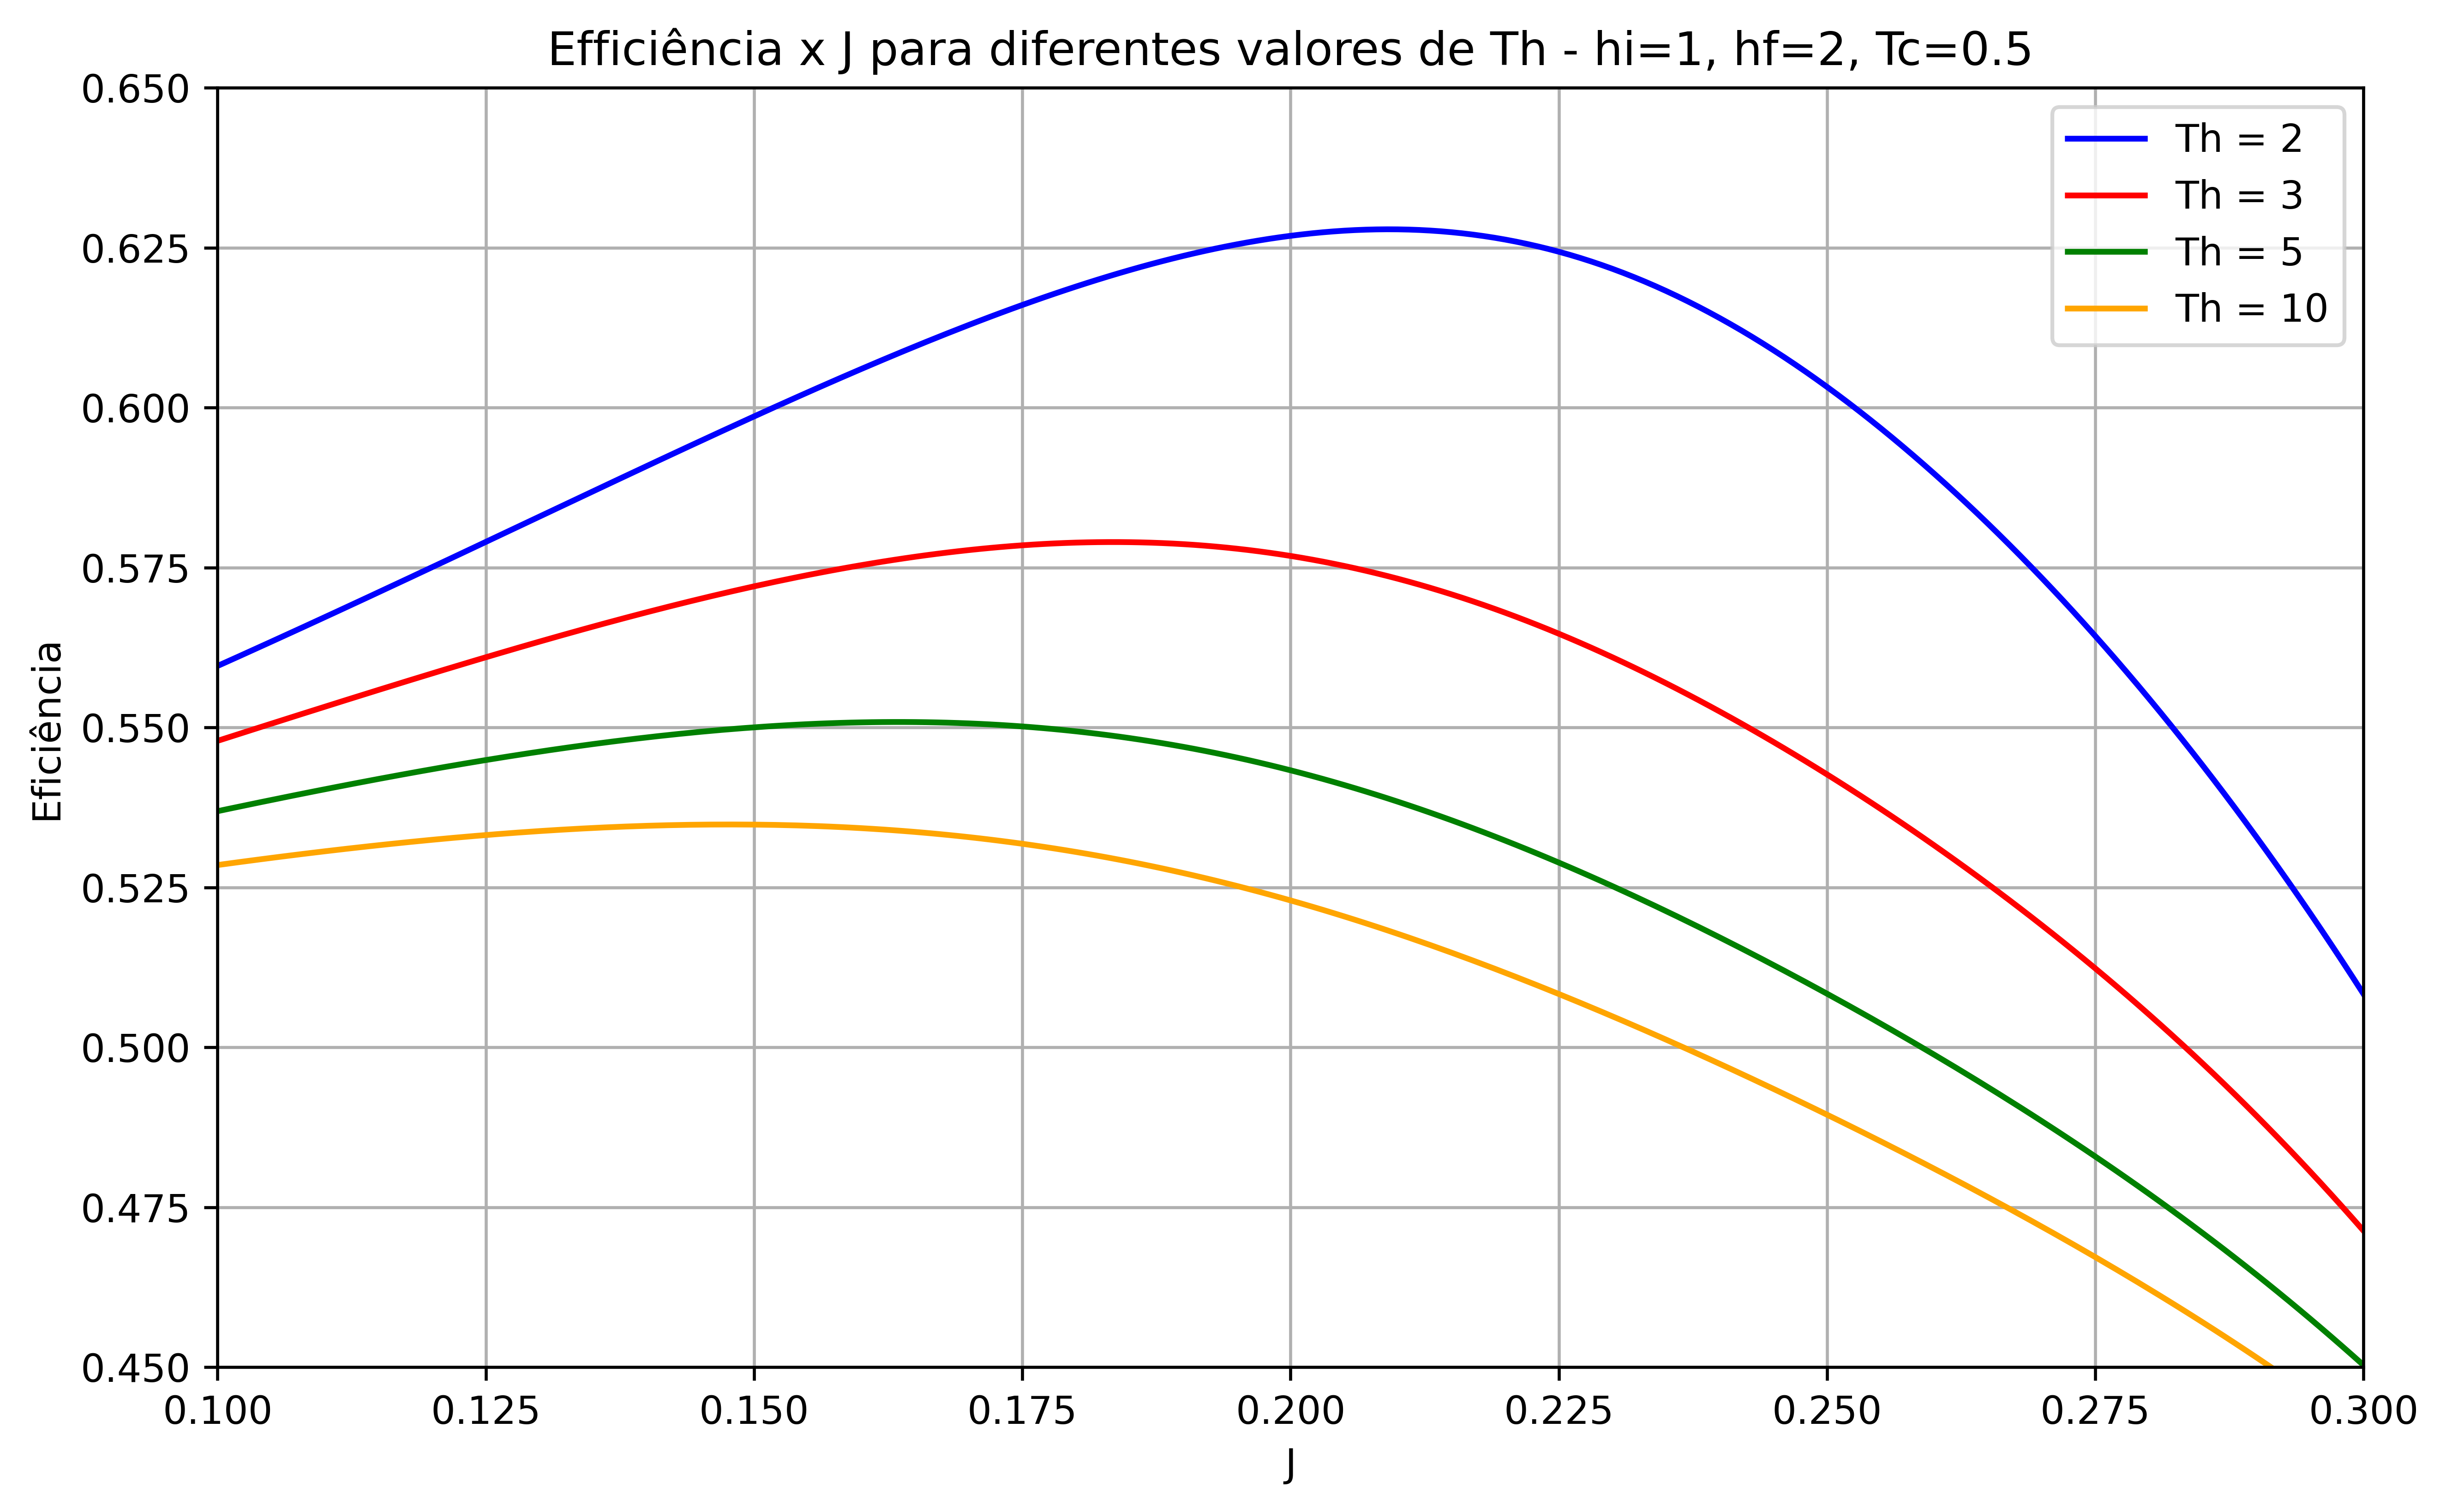 Efficiência x J para diferentes valores de Th - hi=1, hf=2, Tc=0.5
0.650
0.625
0.600
0.575
0.550
0.525
0.500
0.475
0.450
Eficiência
Th = 2
Th = 3
Th = 5
Th = 10
0.100 0.125 0.150 0.175 0.200 0.225 0.250 0.275 0.300
J